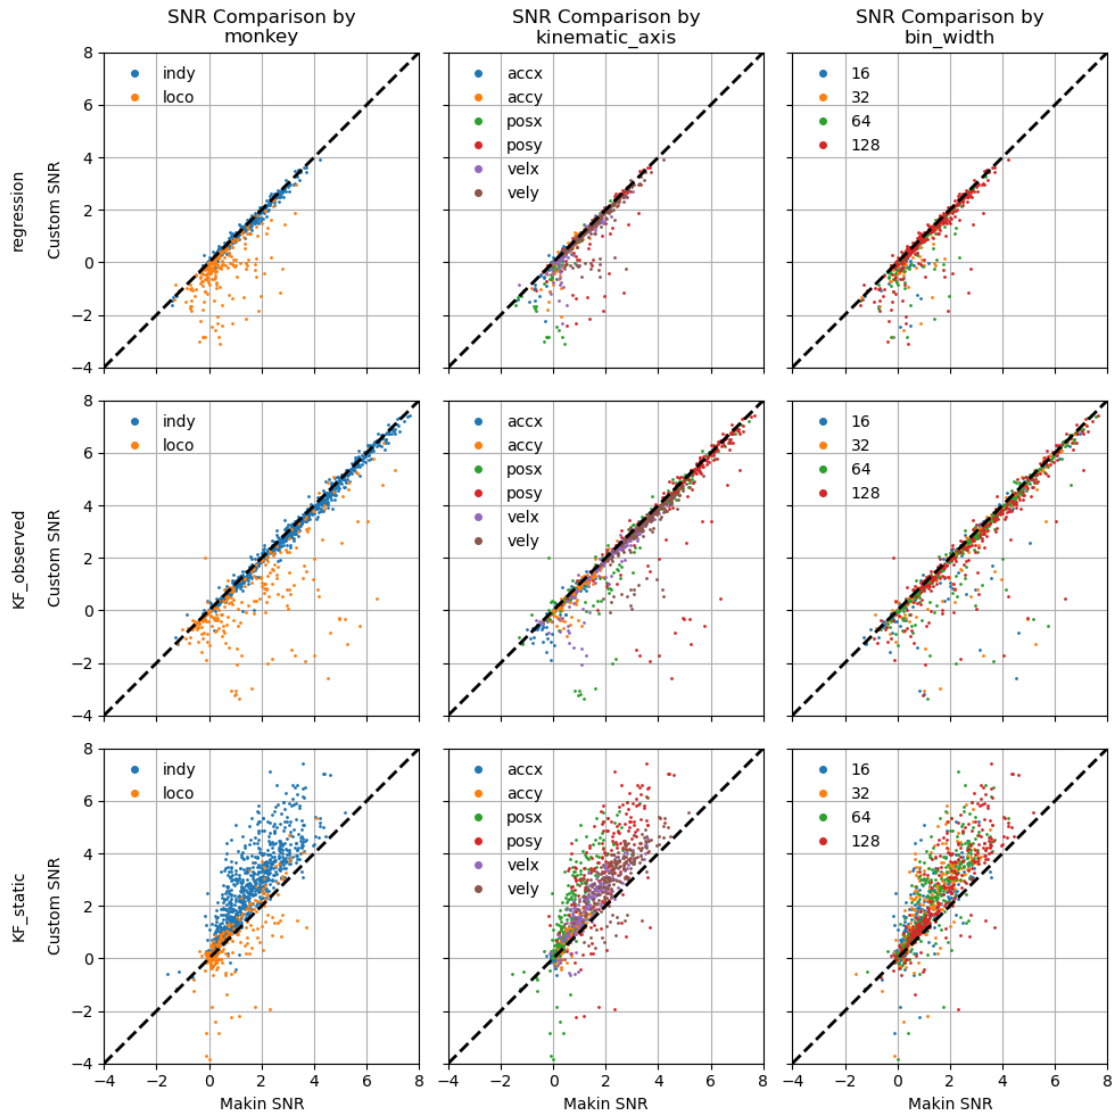 SNR Comparison by
monkey
SNR Comparison by
kinematic_axis
SNR Comparison by
bin_width
regression
Custom SNR
8
6
4
2
0
−2
−4
indy
loco
accx
accy
posx
posy
velx
vely
16
32
64
128
KF_observed
Custom SNR
8
6
4
2
0
−2
−4
indy
loco
accx
accy
posx
posy
velx
vely
16
32
64
128
KF_static
Custom SNR
8
6
4
2
0
−2
−4
indy
loco
accx
accy
posx
posy
velx
vely
16
32
64
128
−4 −2 0 2 4 6 8
−4 −2 0 2 4 6 8
−4 −2 0 2 4 6 8
Makin SNR
Makin SNR
Makin SNR